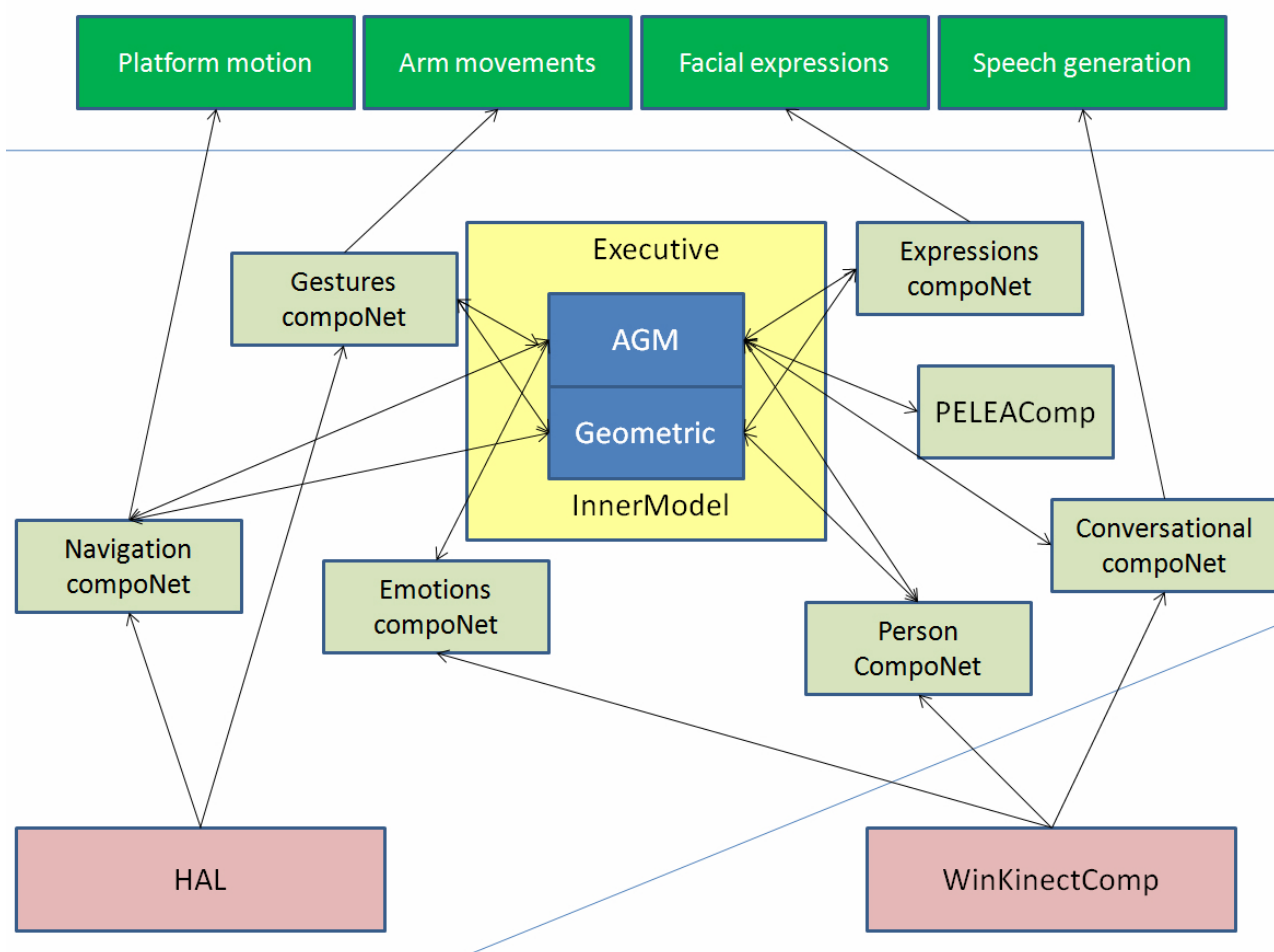 Platform motion
Arm movements
Facial expressions
Speech generation
Executive
Expressions
compoNet
Gestures
compoNet
AGM
PELEAComp
Geometric
InnerModel
Navigation
compoNet
Conversational
compoNet
Emotions
compoNet
Person
CompoNet
HAL
WinKinectComp